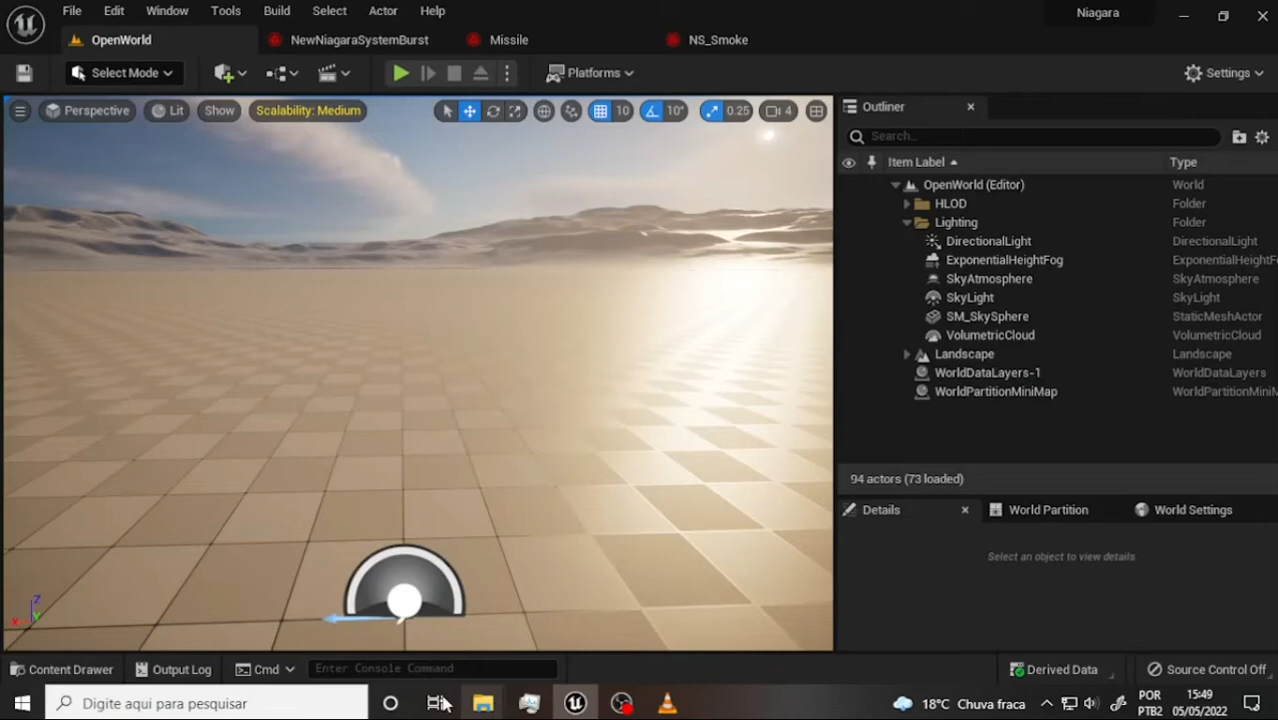 File Edit Window Tools Build Select Actor Help Niagara
OpenWorld NewNiagaraSystemBurst Missile NS_Smoke
Select Mode Platforms Settings
Perspective Lit Show Scalability: Medium 10 10° 0.25 4
Outliner
Search...
Item Label Type
OpenWorld (Editor) World
HLOD Folder
Lighting Folder
DirectionalLight DirectionalLight
ExponentialHeightFog ExponentialHeightF
SkyAtmosphere SkyAtmosphere
SkyLight SkyLight
SM_SkySphere StaticMeshActor
VolumetricCloud VolumetricCloud
Landscape Landscape
WorldDataLayers-1 WorldDataLayers
WorldPartitionMiniMap WorldPartitionMiniM
94 actors (73 loaded)
Details World Partition World Settings
Select an object to view details
Z
X Y
Content Drawer Output Log Cmd Enter Console Command Derived Data Source Control Off
Digite aqui para pesquisar 18°C Chuva fraca POR 15:49
PTB2 05/05/2022